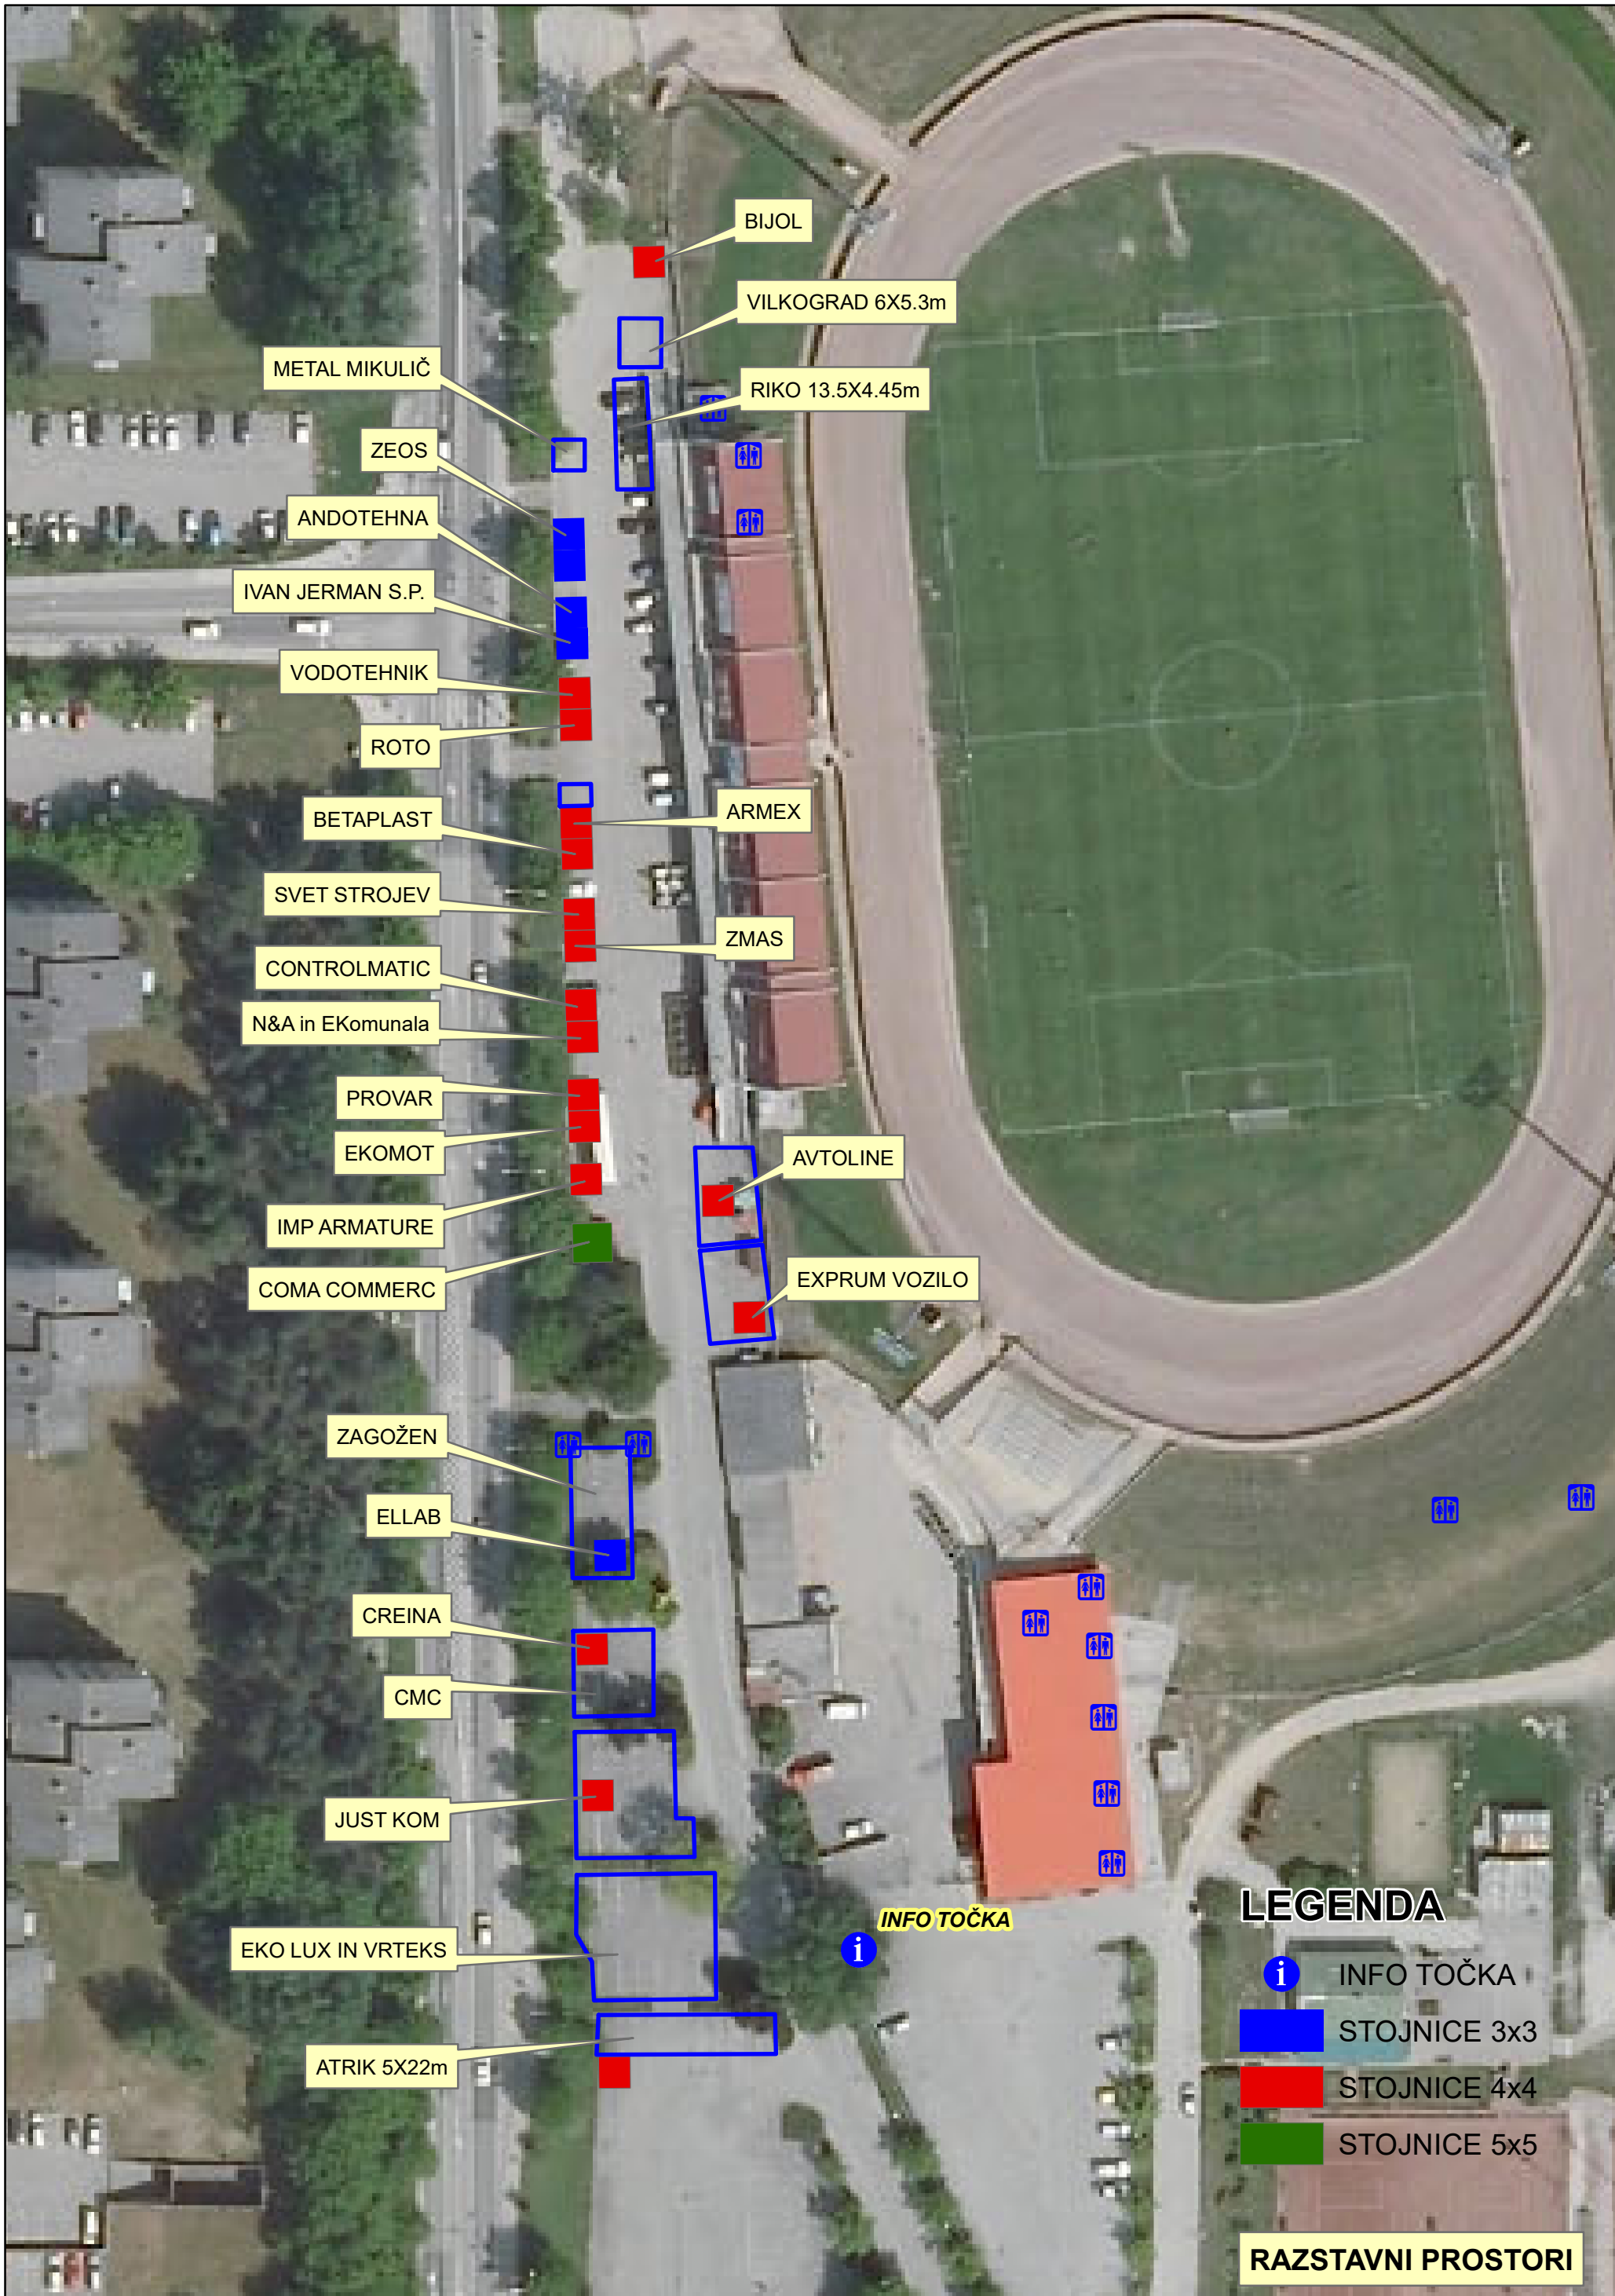 BIJOL
VILKOGRAD 6X5.3m
METAL MIKULIČ
RIKO 13.5X4.45m
ZEOS
ANDOTEHNA
IVAN JERMAN S.P.
VODOTEHNIK
ROTO
ARMEX
BETAPLAST
SVET STROJEV
ZMAS
CONTROLMATIC
N&A in EKomunala
PROVAR
EKOMOT
AVTOLINE
IMP ARMATURE
EXPRUM VOZILO
COMA COMMERC
ZAGOŽEN
ELLAB
CREINA
CMC
JUST KOM
INFO TOČKA
i
EKO LUX IN VRTEKS
ATRIK 5X22m
LEGENDA
i INFO TOČKA
STOJNICE 3x3
STOJNICE 4x4
STOJNICE 5x5
RAZSTAVNI PROSTORI